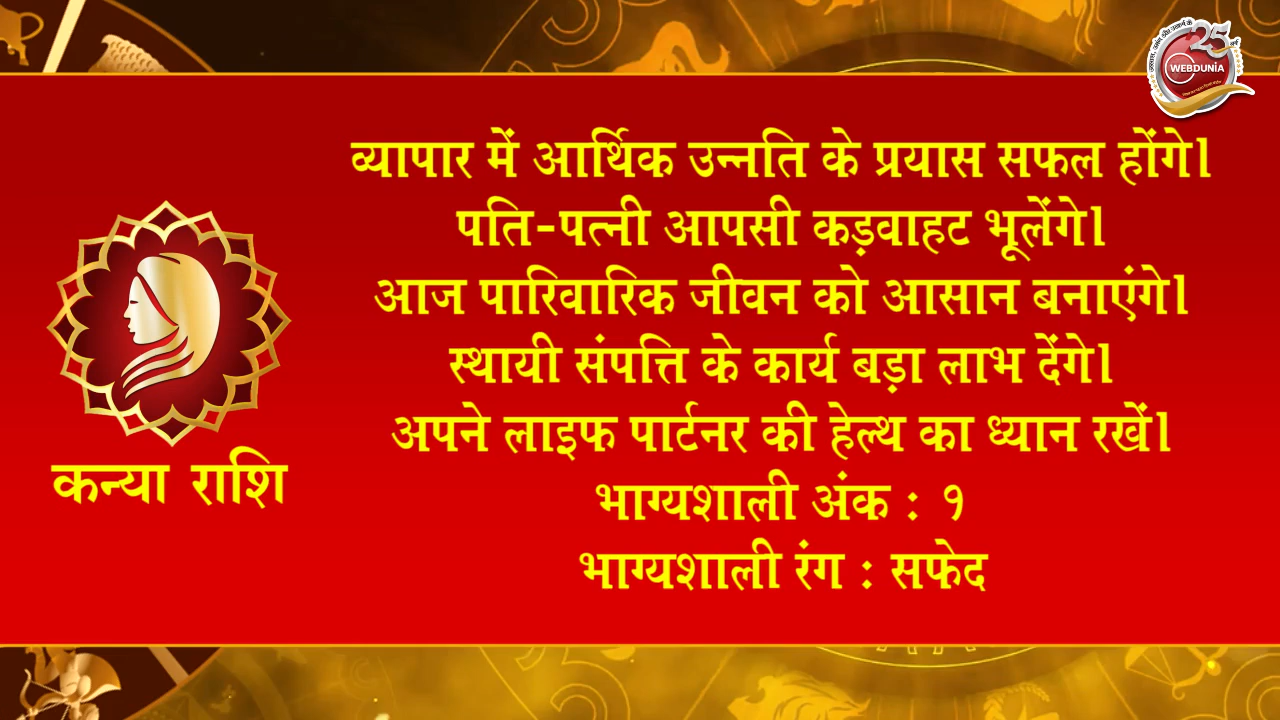 25
WEBDUNIA
व्यापार में आर्थिक उन्नति के प्रयास सफल होंगे।
पति-पत्नी आपसी कड़वाहट भूलेंगे।
आज पारिवारिक जीवन को आसान बनाएंगे।
स्थायी संपत्ति के कार्य बड़ा लाभ देंगे।
अपने लाइफ पार्टनर की हेल्थ का ध्यान रखें।
भाग्यशाली अंक : १
भाग्यशाली रंग : सफेद
कन्या राशि